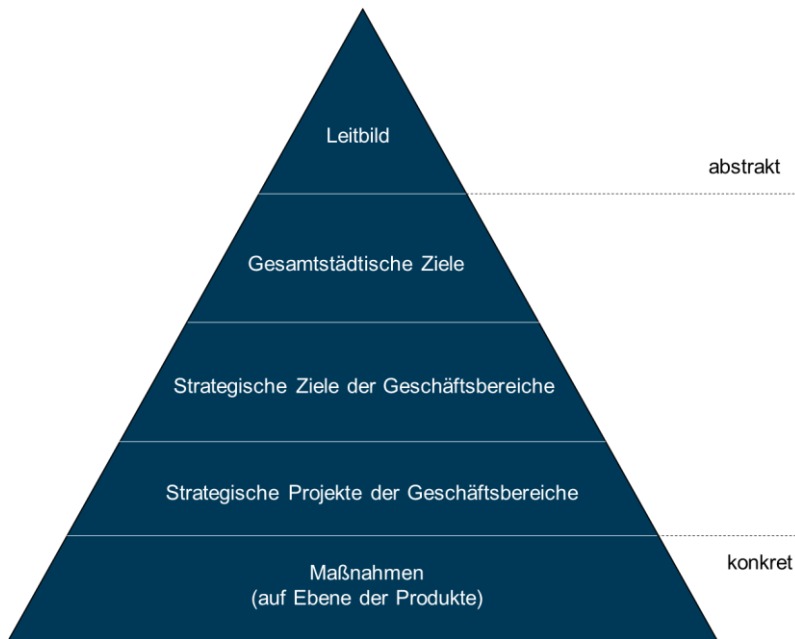 Leitbild
abstrakt
Gesamtstädtische Ziele
Strategische Ziele der Geschäftsbereiche
Strategische Projekte der Geschäftsbereiche
konkret
Maßnahmen
(auf Ebene der Produkte)